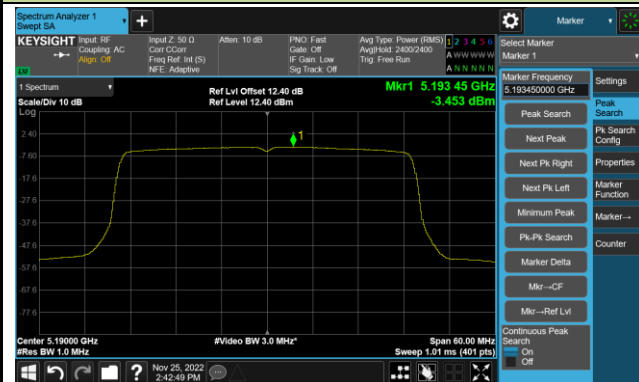 Spectrum Analyzer 1
Swept SA
Marker
KEYSIGHT
Input: RF
Coupling: AC
Align: Off
Input Z: 50 Ω
Corr CCorr
Freq Ref: Int (S)
NFE: Adaptive
Atten: 10 dB
PNO: Fast
Gate: Off
IF Gain: Low
Sig Track: Off
Avg Type: Power (RMS)
Avg|Hold: 2400/2400
Trig: Free Run
1 2 3 4 5 6
A W W W W W
A N N N N N
LXI
Select Marker
Marker 1
1 Spectrum
Scale/Div 10 dB
Log
Ref Lvl Offset 12.40 dB
Ref Level 12.40 dBm
Mkr1 5.193 45 GHz
-3.453 dBm
Marker Frequency
5.193450000 GHz
Settings
Peak Search
Peak
Search
Next Peak
Pk Search
Config
Next Pk Right
Properties
Next Pk Left
Marker
Function
Minimum Peak
Marker→
Pk-Pk Search
Counter
Marker Delta
Mkr→CF
Mkr→Ref Lvl
Continuous Peak
Search
On
Off
1
2.40
-7.60
-17.6
-27.6
-37.6
-47.6
-57.6
-67.6
-77.6
Center 5.19000 GHz
#Res BW 1.0 MHz
#Video BW 3.0 MHz*
Span 60.00 MHz
Sweep 1.01 ms (401 pts)
?
Nov 25, 2022
2:42:49 PM